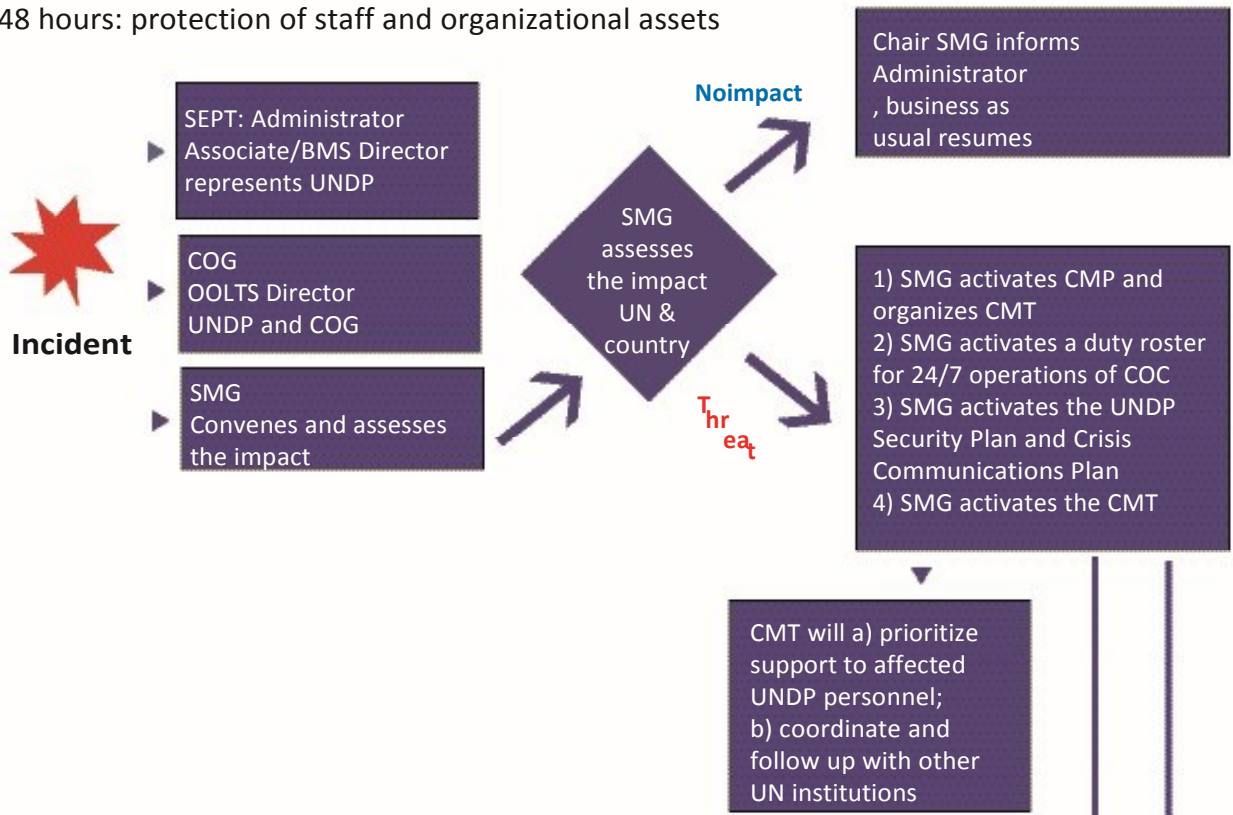 48 hours: protection of staff and organizational assets
SEPT: Administrator
Associate/BMS Director
represents UNDP
COG
OOLTS Director
UNDP and COG
Incident
SMG
Convenes and assesses
the impact
SMG
assesses
the impact
UN &
country
Noimpact
Threat
Chair SMG informs
Administrator
, business as
usual resumes
1) SMG activates CMP and
organizes CMT
2) SMG activates a duty roster
for 24/7 operations of COC
3) SMG activates the UNDP
Security Plan and Crisis
Communications Plan
4) SMG activates the CMT
CMT will a) prioritize
support to affected
UNDP personnel;
b) coordinate and
follow up with other
UN institutions